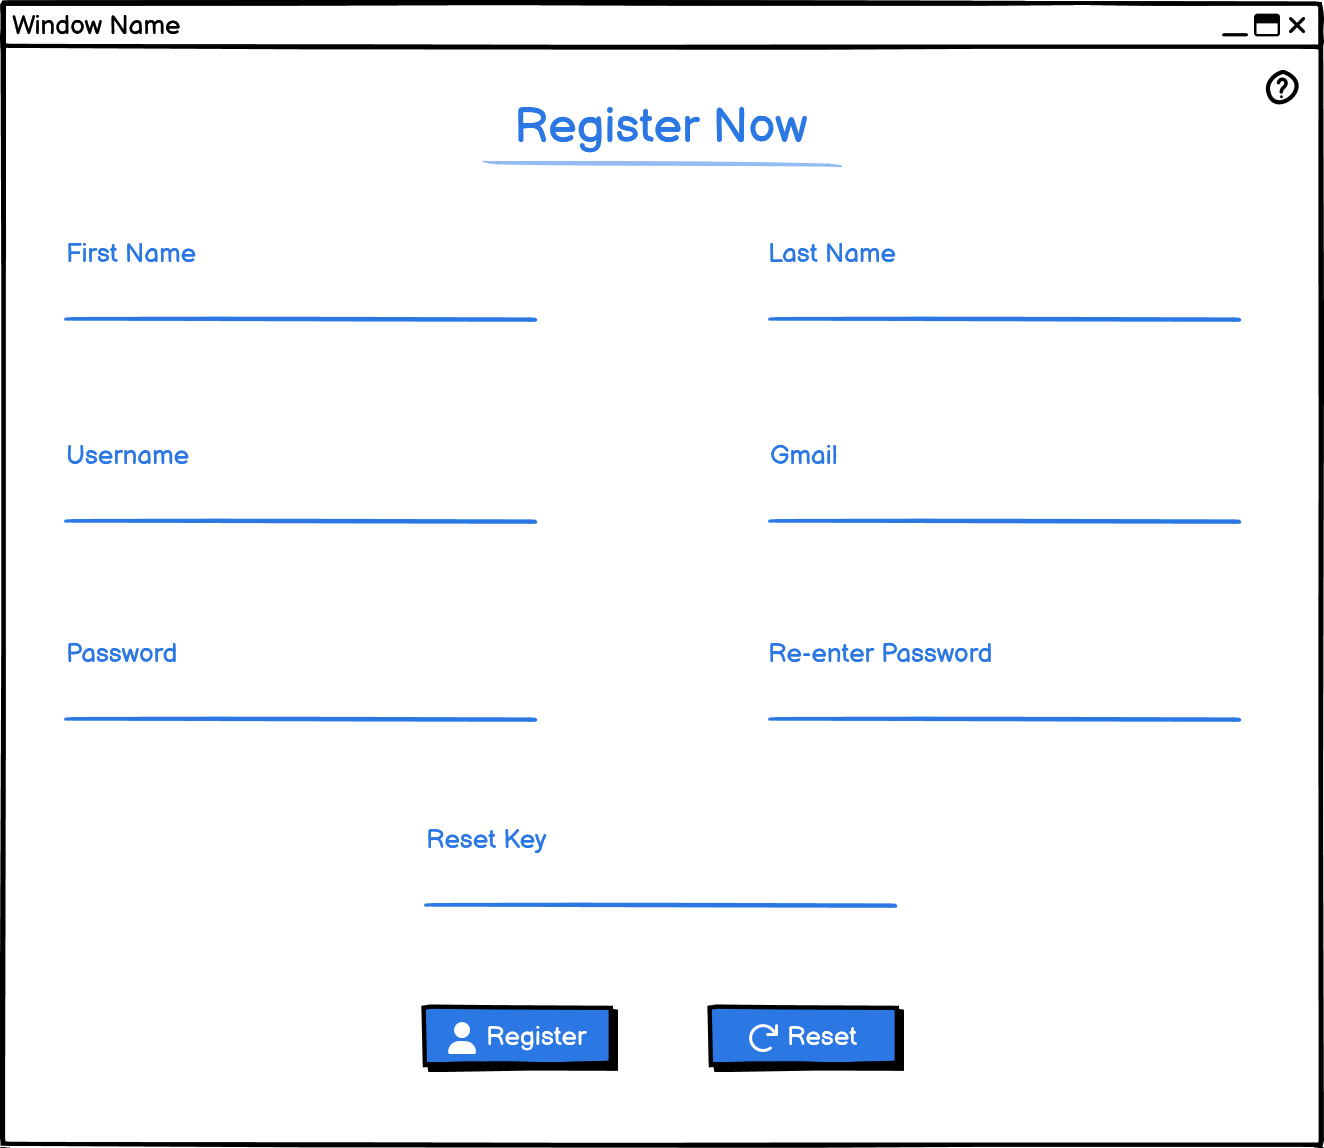 Window Name
Register Now
First Name
Last Name
Username
Gmail
Password
Re-enter Password
Reset Key
Register
Reset